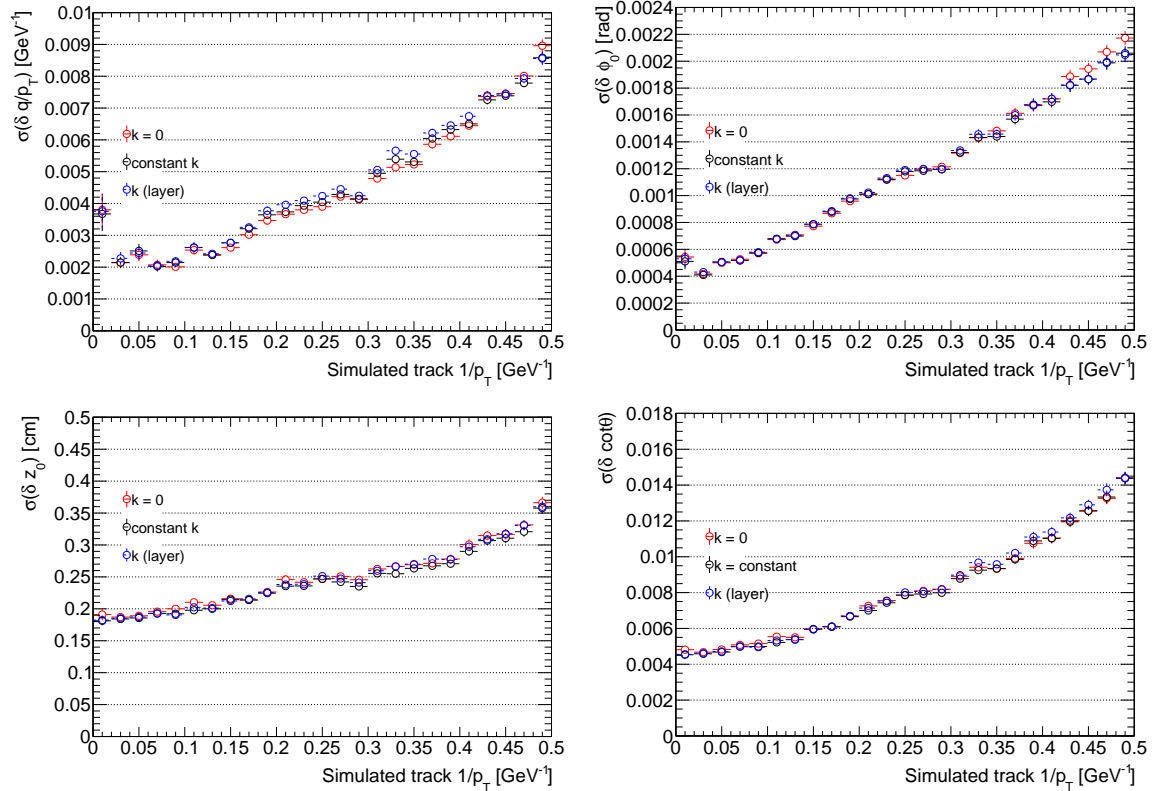 σ(δ q/p_T) [GeV⁻¹]
0.01
0.009
0.008
0.007
0.006
0.005
0.004
0.003
0.002
0.001
0
k = 0
constant k
k (layer)
0 0.05 0.1 0.15 0.2 0.25 0.3 0.35 0.4 0.45 0.5
Simulated track 1/p_T [GeV⁻¹]
σ(δ ϕ₀) [rad]
0.0024
0.0022
0.002
0.0018
0.0016
0.0014
0.0012
0.001
0.0008
0.0006
0.0004
0.0002
0
k = 0
constant k
k (layer)
0 0.05 0.1 0.15 0.2 0.25 0.3 0.35 0.4 0.45 0.5
Simulated track 1/p_T [GeV⁻¹]
σ(δ z₀) [cm]
0.5
0.45
0.4
0.35
0.3
0.25
0.2
0.15
0.1
0.05
0
k = 0
constant k
k (layer)
0 0.05 0.1 0.15 0.2 0.25 0.3 0.35 0.4 0.45 0.5
Simulated track 1/p_T [GeV⁻¹]
σ(δ cotθ)
0.018
0.016
0.014
0.012
0.01
0.008
0.006
0.004
0.002
0
k = 0
k = constant
k (layer)
0 0.05 0.1 0.15 0.2 0.25 0.3 0.35 0.4 0.45 0.5
Simulated track 1/p_T [GeV⁻¹]